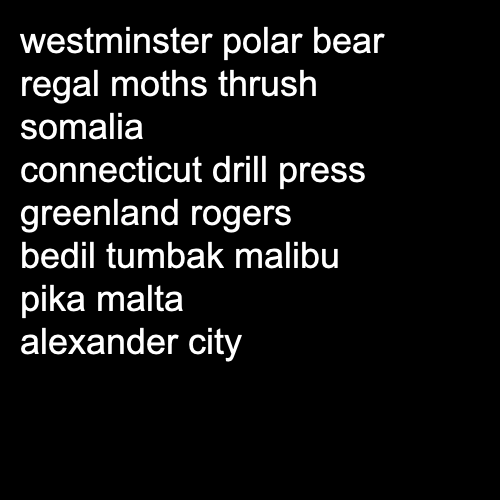 westminster polar bear
regal moths thrush
somalia
connecticut drill press
greenland rogers
bedil tumbak malibu
pika malta
alexander city